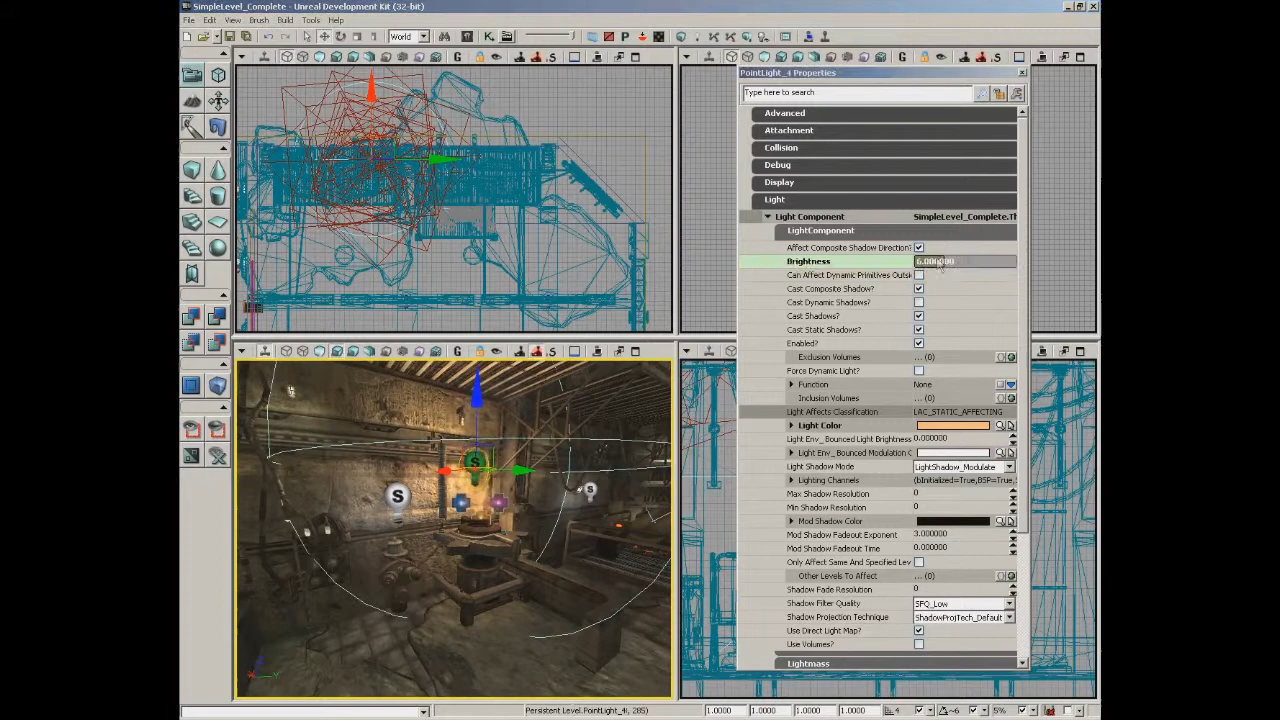 SimpleLevel_Complete - Unreal Development Kit (32-bit)
File Edit View Brush Build Tools Help
World
PointLight_4 Properties
Type here to search
Advanced
Attachment
Collision
Debug
Display
Light
Light Component SimpleLevel_Complete.Th
LightComponent
Affect Composite Shadow Direction?
Brightness 6.000000
Can Affect Dynamic Primitives Outsi
Cast Composite Shadow?
Cast Dynamic Shadows?
Cast Shadows?
Cast Static Shadows?
Enabled?
Exclusion Volumes ... (0)
Force Dynamic Light?
Function None
Inclusion Volumes ... (0)
Light Affects Classification LAC_STATIC_AFFECTING
Light Color
Light Env_ Bounced Light Brightness 0.000000
Light Env_ Bounced Modulation C
Light Shadow Mode LightShadow_Modulate
Lighting Channels (bInitialized=True,BSP=True,S
Max Shadow Resolution 0
Min Shadow Resolution 0
Mod Shadow Color
Mod Shadow Fadeout Exponent 3.000000
Mod Shadow Fadeout Time 0.000000
Only Affect Same And Specified Lev
Other Levels To Affect ... (0)
Shadow Fade Resolution 0
Shadow Filter Quality SFQ_Low
Shadow Projection Technique ShadowProjTech_Default
Use Direct Light Map?
Use Volumes?
Lightmass
1.0000 1.0000 1.0000 1.0000 4 5%